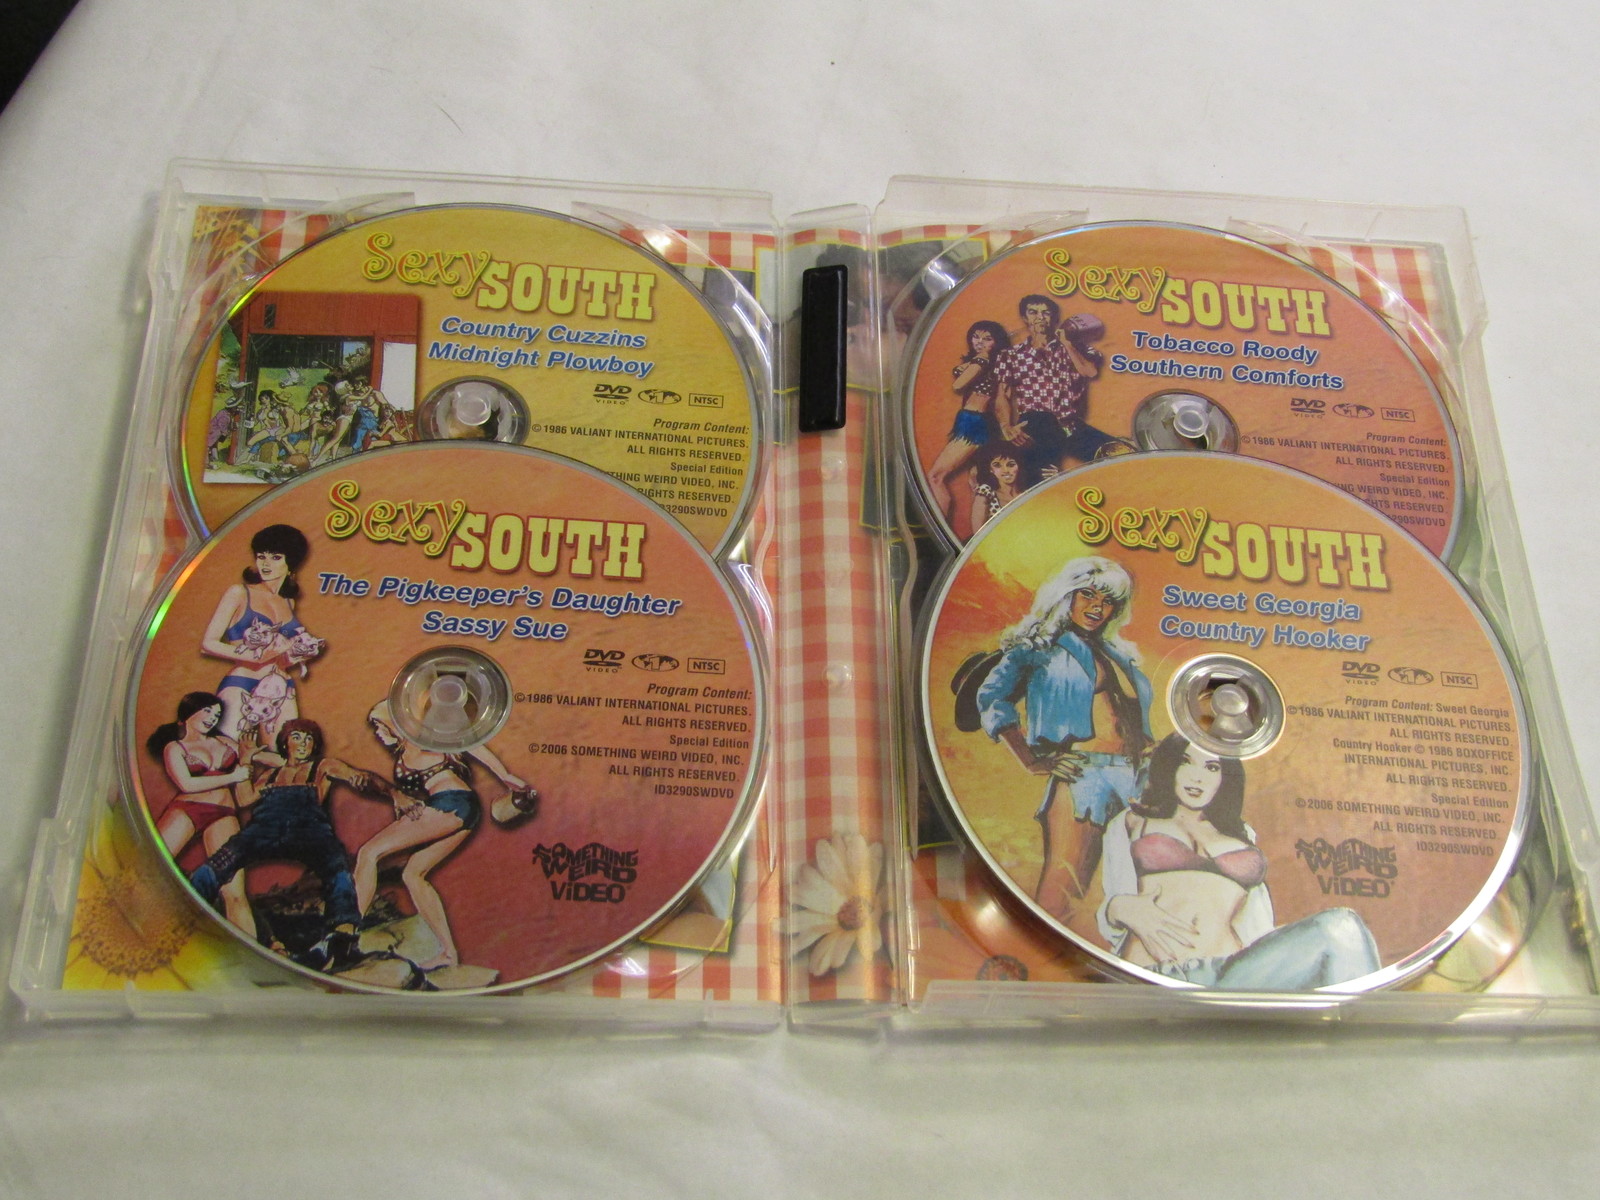 Sexy SOUTH
Country Cuzzins
Midnight Plowboy
DVD VIDEO NTSC
Program Content:
©1986 VALIANT INTERNATIONAL PICTURES.
ALL RIGHTS RESERVED.
Special Edition
THING WEIRD VIDEO, INC.
RIGHTS RESERVED.
3290SWDVD
Sexy SOUTH
The Pigkeeper's Daughter
Sassy Sue
DVD VIDEO NTSC
Program Content:
©1986 VALIANT INTERNATIONAL PICTURES.
ALL RIGHTS RESERVED.
Special Edition
©2006 SOMETHING WEIRD VIDEO, INC.
ALL RIGHTS RESERVED.
ID3290SWDVD
SOMETHING
WEIRD
ViDEO
Sexy SOUTH
Tobacco Roody
Southern Comforts
DVD VIDEO NTSC
Program Content:
©1986 VALIANT INTERNATIONAL PICTURES.
ALL RIGHTS RESERVED.
Special Edition
WEIRD VIDEO, INC.
RESERVED.
3290SWDVD
Sexy SOUTH
Sweet Georgia
Country Hooker
DVD VIDEO NTSC
Program Content: Sweet Georgia
©1986 VALIANT INTERNATIONAL PICTURES.
ALL RIGHTS RESERVED.
Country Hooker © 1986 BOXOFFICE
INTERNATIONAL PICTURES, INC.
ALL RIGHTS RESERVED.
Special Edition
©2006 SOMETHING WEIRD VIDEO, INC.
ALL RIGHTS RESERVED.
ID3290SWDVD
SOMETHING
WEIRD
ViDEO